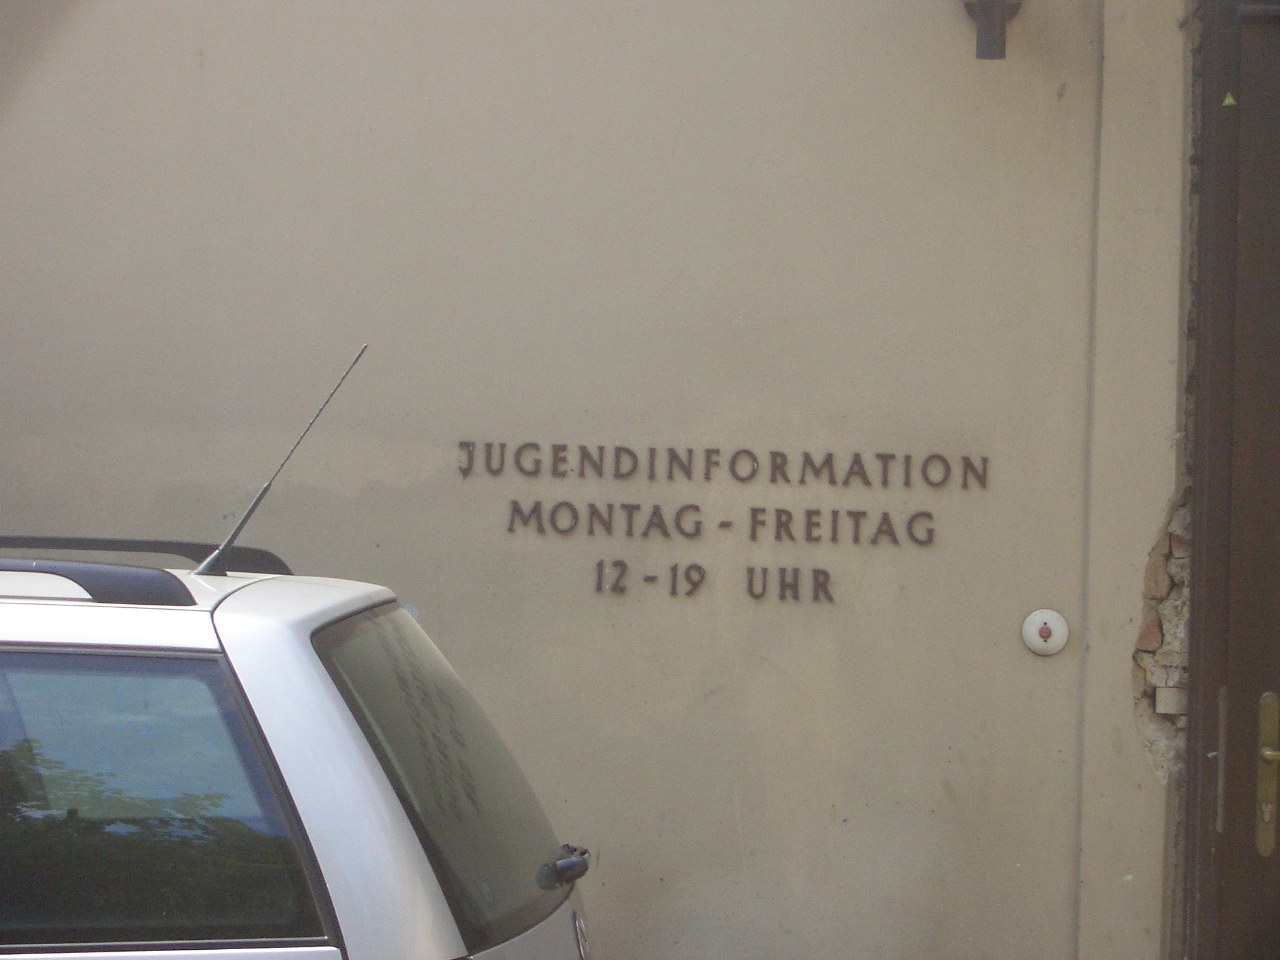 JUGENDINFORMATION
MONTAG - FREITAG
12 - 19 UHR